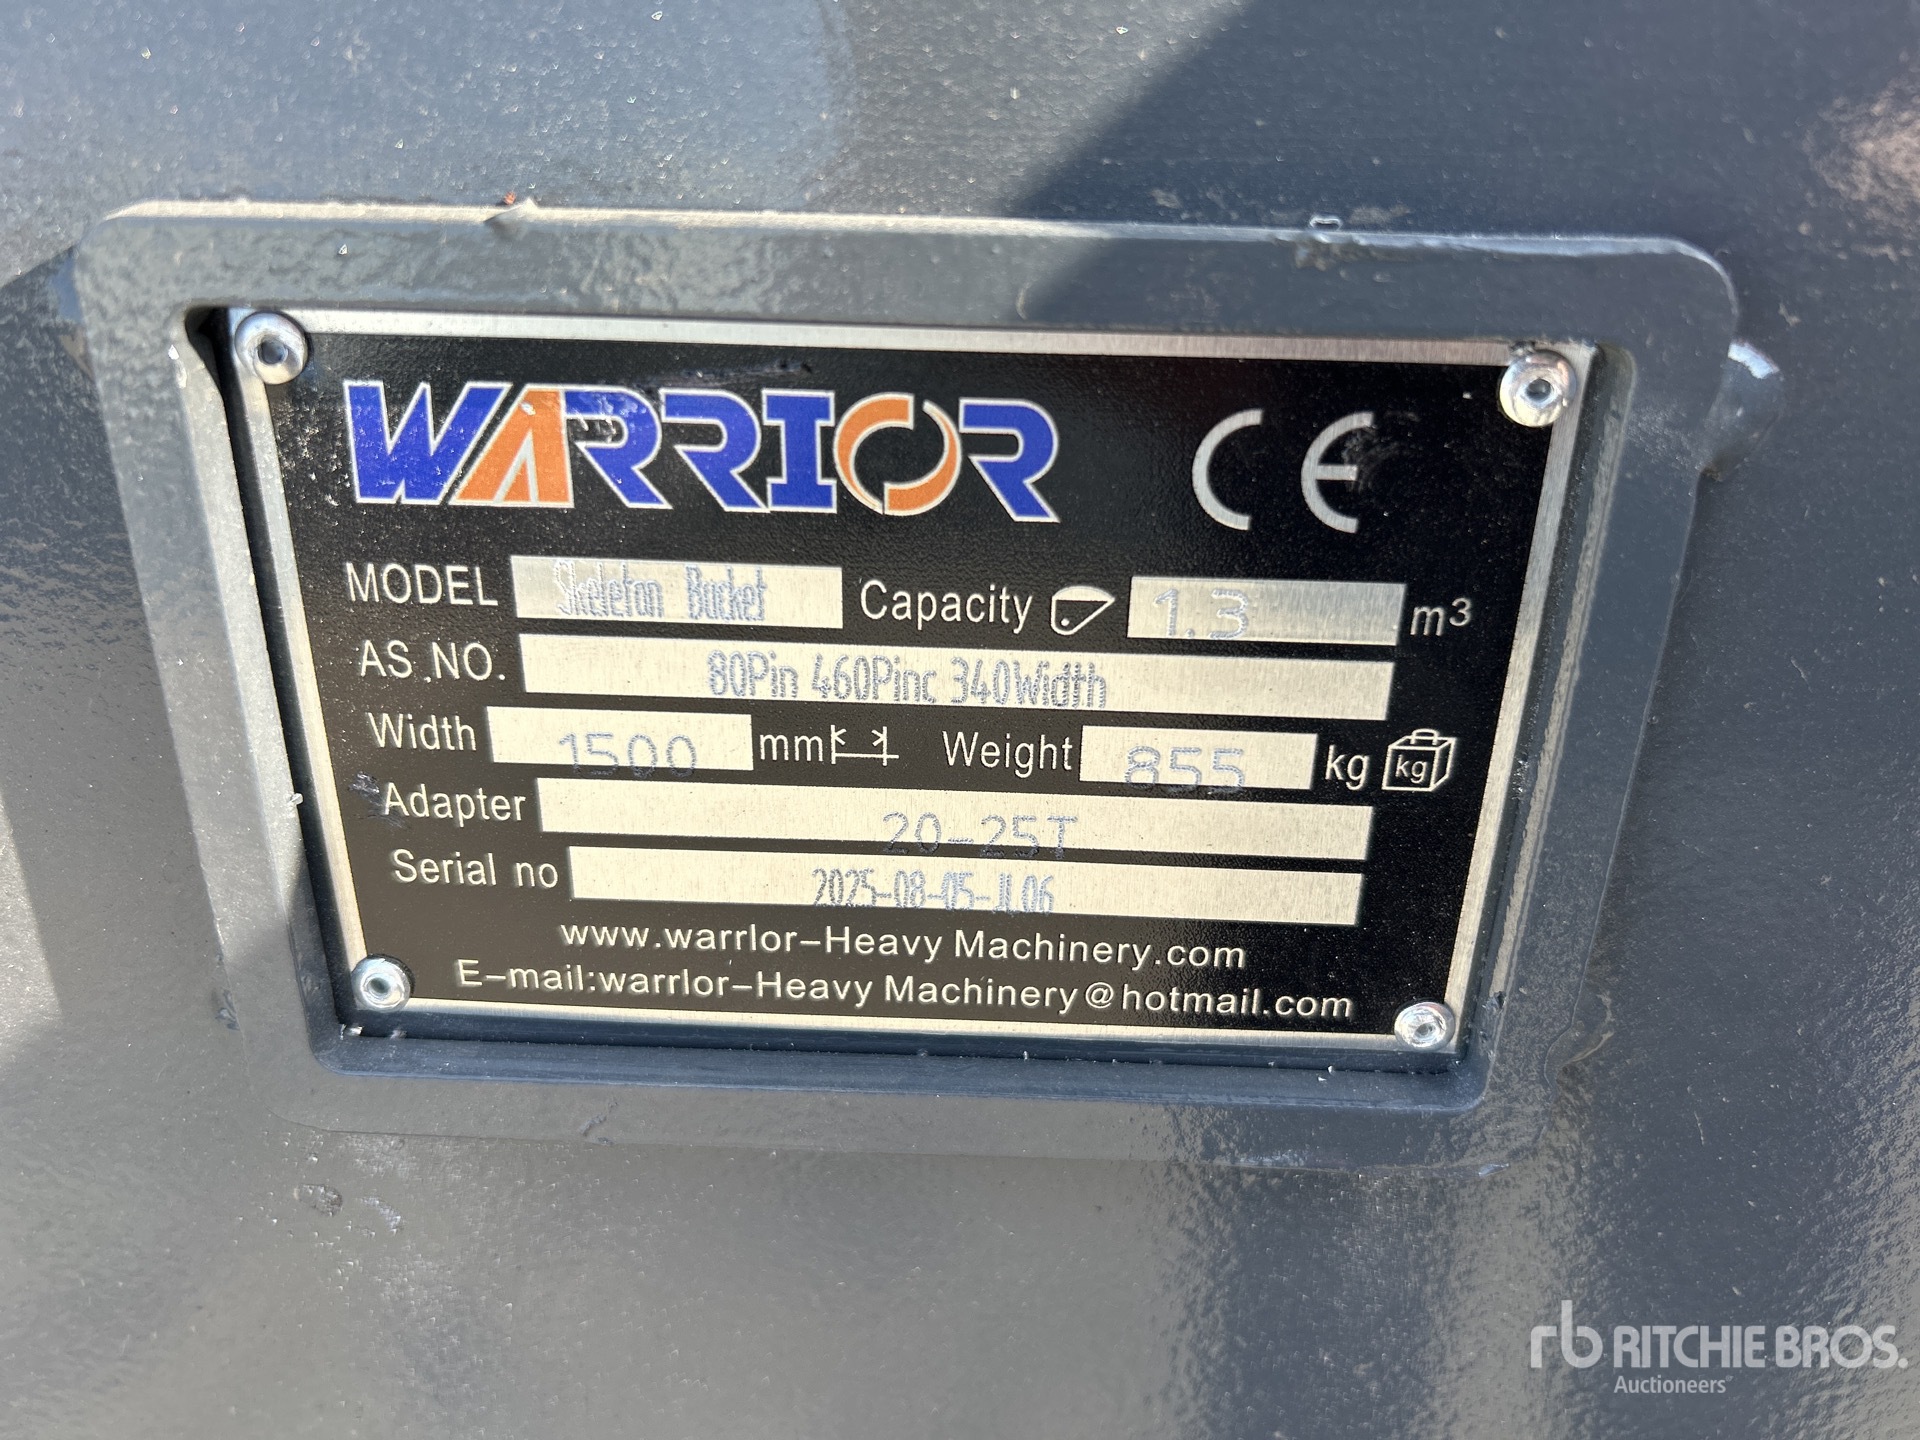 WARRIOR CE
MODEL Skeleton Bucket Capacity 1.3 m³
AS.NO. 80Pin 460Pinc 340Width
Width 1500 mm Weight 855 kg kg
Adapter 20-25T
Serial no 2025-08-05-JL06
www.warrlor-Heavy Machinery.com
E-mail:warrlor-Heavy Machinery@hotmail.com
rb RITCHIE BROS.
Auctioneers